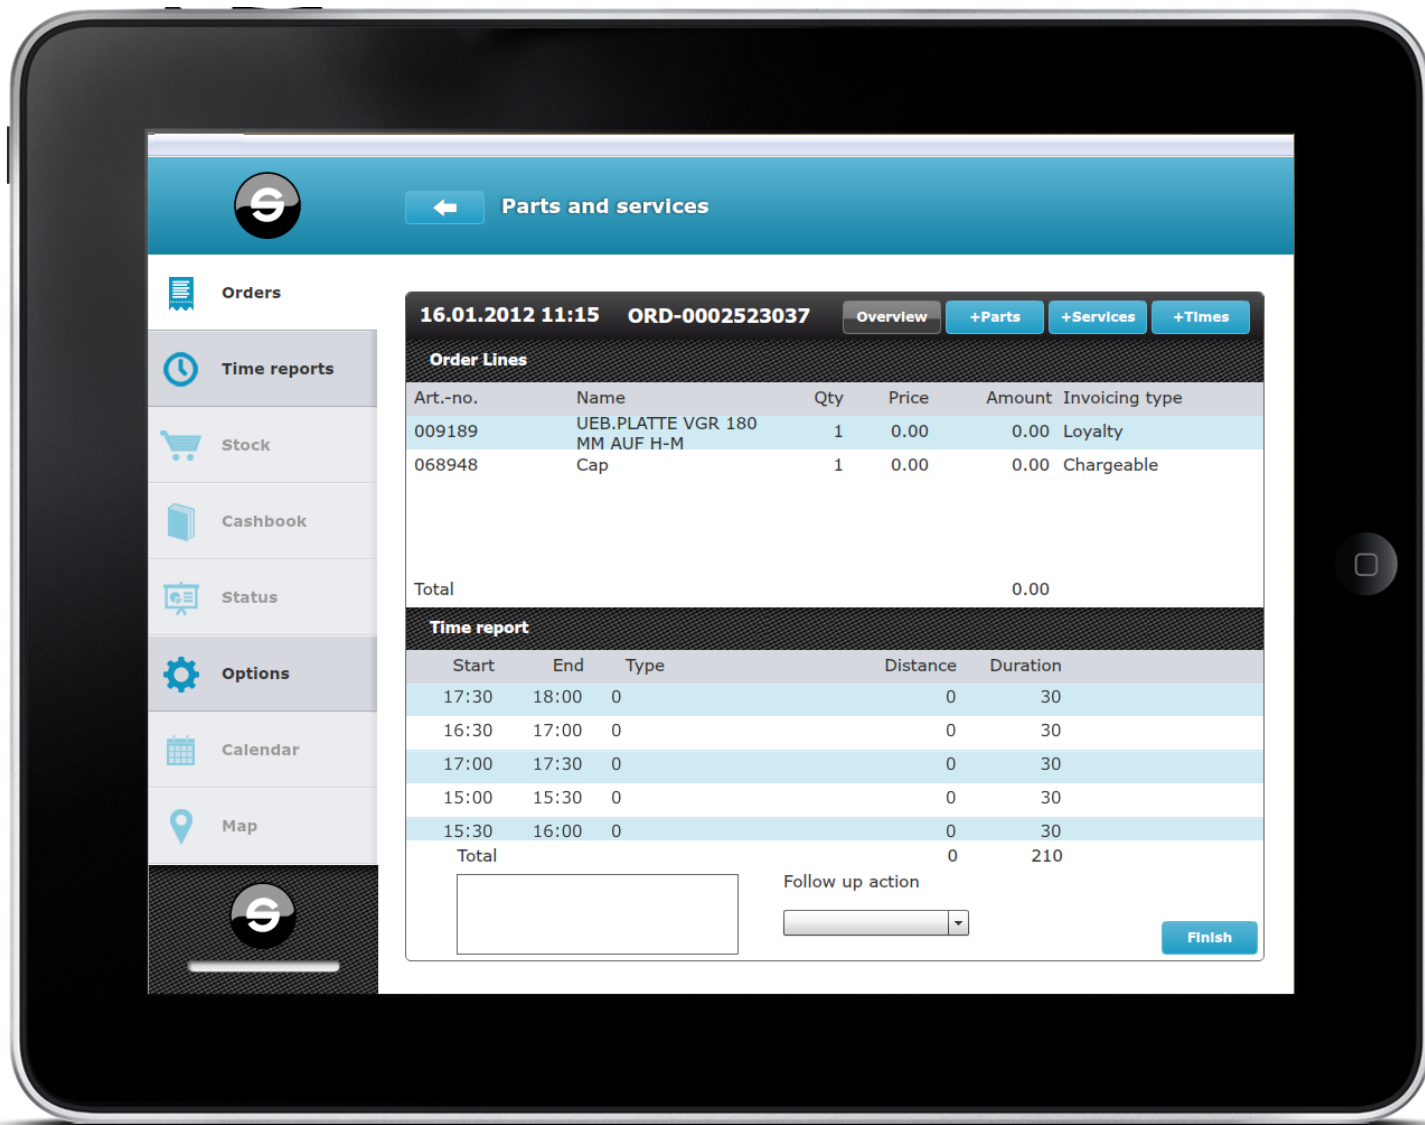 Parts and services
Orders
Time reports
Stock
Cashbook
Status
Options
Calendar
Map
16.01.2012 11:15 ORD-0002523037 Overview +Parts +Services +Times
Order Lines
Art.-no. Name Qty Price Amount Invoicing type
009189 UEB.PLATTE VGR 180 MM AUF H-M 1 0.00 0.00 Loyalty
068948 Cap 1 0.00 0.00 Chargeable
Total 0.00
Time report
Start End Type Distance Duration
17:30 18:00 0 0 30
16:30 17:00 0 0 30
17:00 17:30 0 0 30
15:00 15:30 0 0 30
15:30 16:00 0 0 30
Total 0 210
Follow up action
Finish